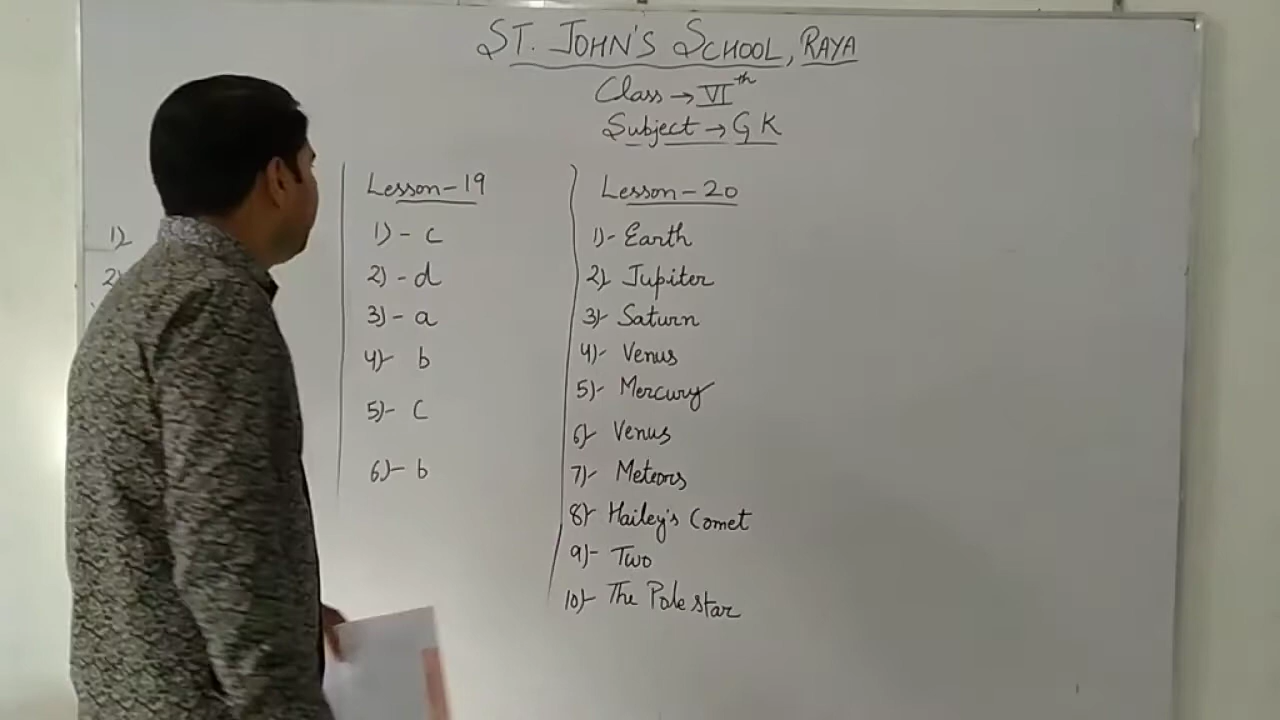 ST. JOHN'S SCHOOL, RAYA
Class → VIth
Subject → GK
1)
2)
Lesson-19
1) - c
2) - d
3) - a
4)- b
5)- C
6)- b
Lesson-20
1)- Earth
2)- Jupiter
3)- Saturn
4)- Venus
5)- Mercury
6)- Venus
7)- Meteors
8)- Hailey's Comet
9)- Two
10)- The Pole star